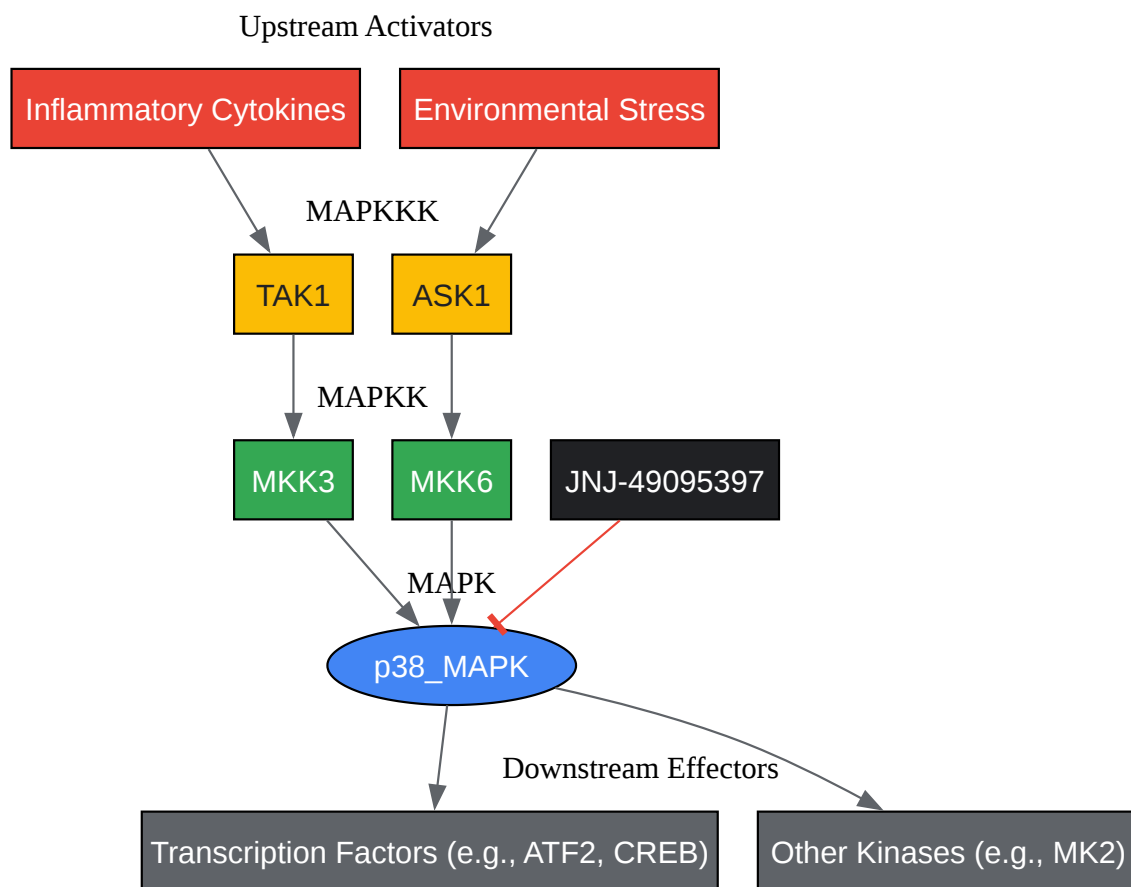 Upstream Activators
Inflammatory Cytokines
Environmental Stress
MAPKKK
TAK1
ASK1
MAPKK
MKK3
MKK6
JNJ-49095397
MAPK
p38_MAPK
Downstream Effectors
Transcription Factors (e.g., ATF2, CREB)
Other Kinases (e.g., MK2)